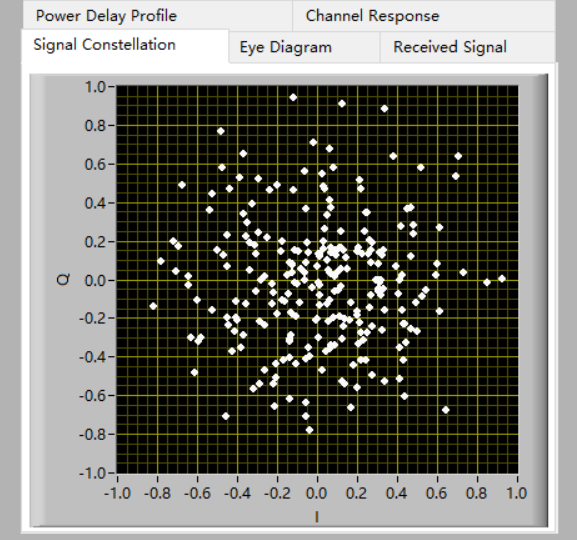 Power Delay Profile Channel Response
Signal Constellation Eye Diagram Received Signal
1.0
0.8
0.6
0.4
0.2
Q 0.0
-0.2
-0.4
-0.6
-0.8
-1.0
-1.0 -0.8 -0.6 -0.4 -0.2 0.0 0.2 0.4 0.6 0.8 1.0
I